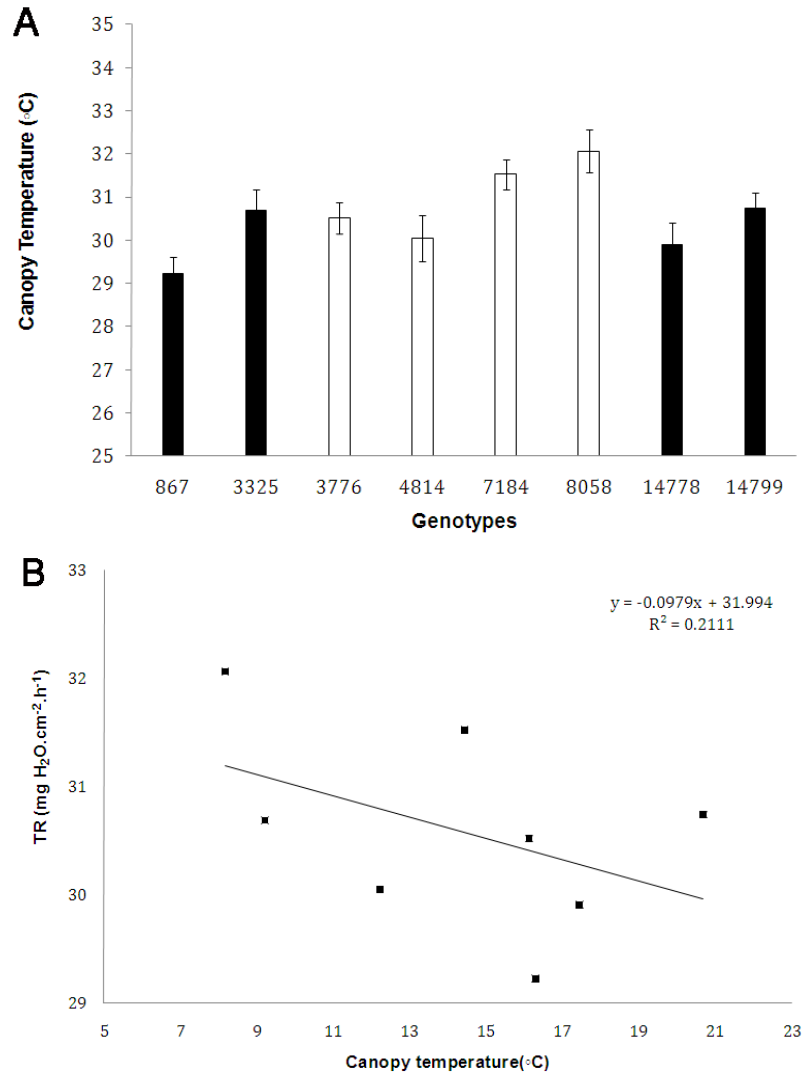 A
Canopy Temperature (◦C)
35
34
33
32
31
30
29
28
27
26
25
867 3325 3776 4814 7184 8058 14778 14799
Genotypes
B
TR (mg H₂O.cm⁻².h⁻¹)
33
32
31
30
29
y = -0.0979x + 31.994
R² = 0.2111
5 7 9 11 13 15 17 19 21 23
Canopy temperature(◦C)